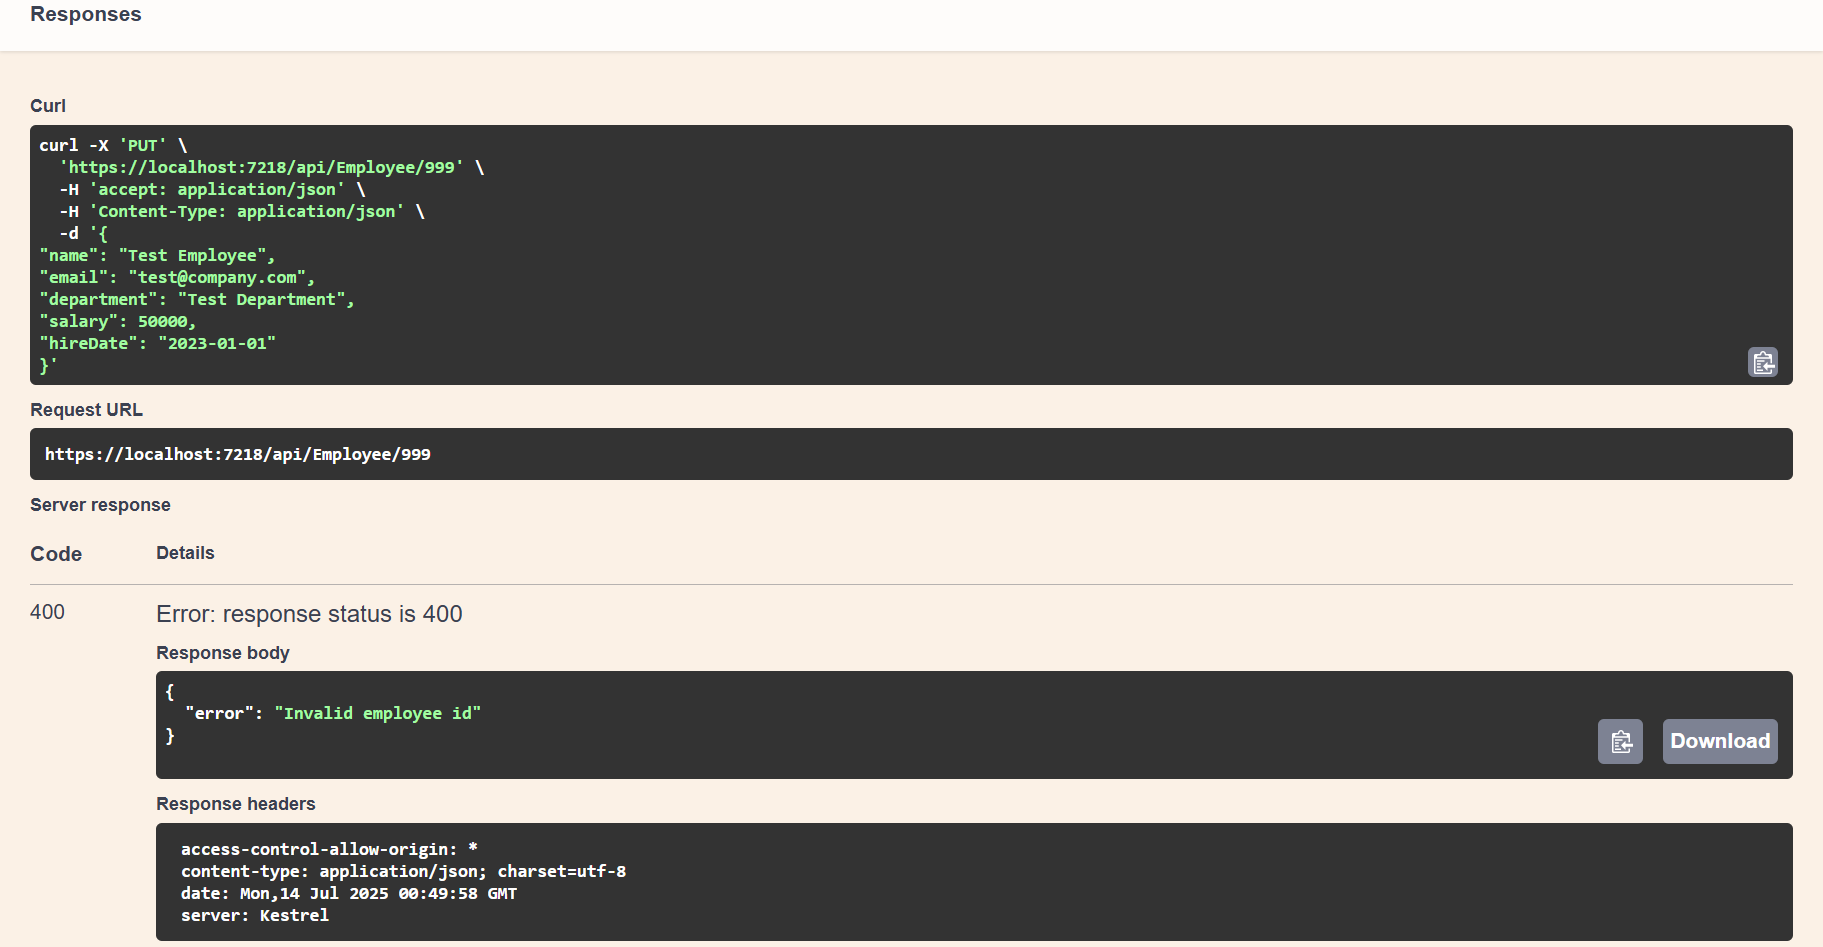 Responses
Curl
curl -X 'PUT' \
  'https://localhost:7218/api/Employee/999' \
  -H 'accept: application/json' \
  -H 'Content-Type: application/json' \
  -d '{
"name": "Test Employee",
"email": "test@company.com",
"department": "Test Department",
"salary": 50000,
"hireDate": "2023-01-01"
}'
Request URL
https://localhost:7218/api/Employee/999
Server response
Code Details
400 Error: response status is 400
Response body
{
  "error": "Invalid employee id"
}
Download
Response headers
access-control-allow-origin: *
content-type: application/json; charset=utf-8
date: Mon,14 Jul 2025 00:49:58 GMT
server: Kestrel